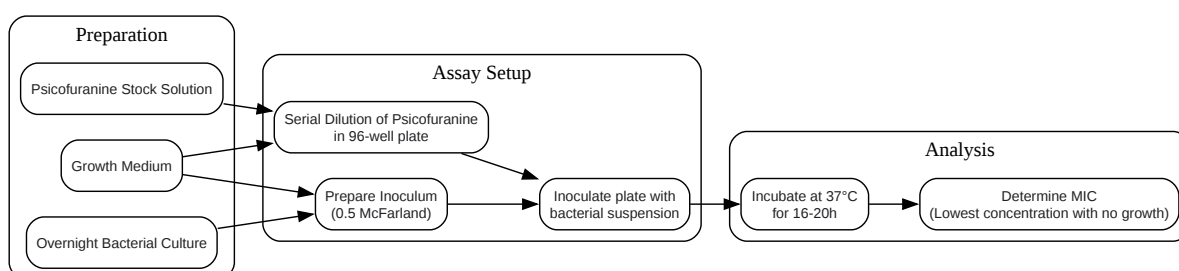 Preparation
Psicofuranine Stock Solution
Growth Medium
Overnight Bacterial Culture
Assay Setup
Serial Dilution of Psicofuranine
in 96-well plate
Prepare Inoculum
(0.5 McFarland)
Inoculate plate with
bacterial suspension
Analysis
Incubate at 37°C
for 16-20h
Determine MIC
(Lowest concentration with no growth)